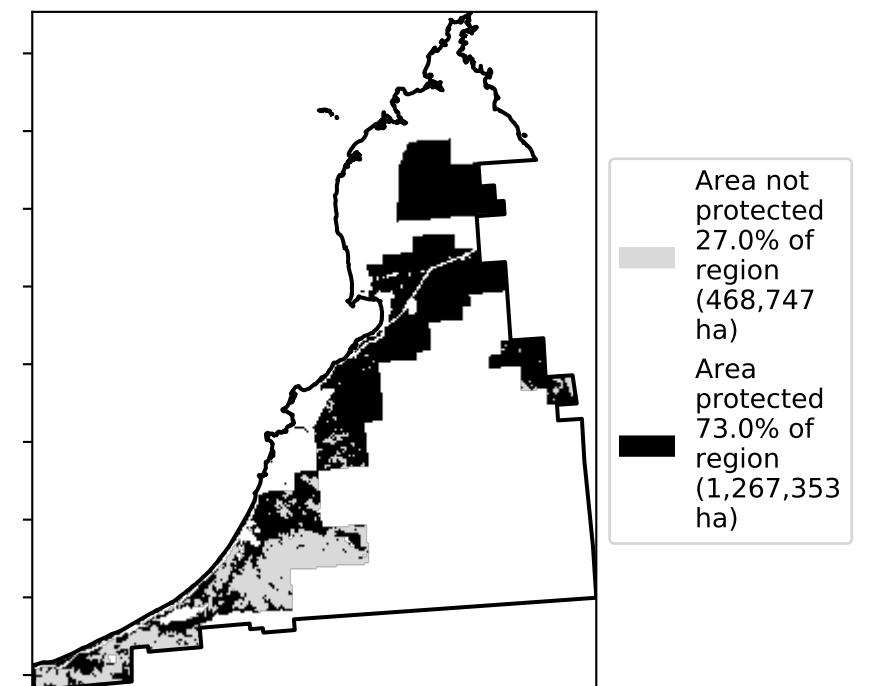 Area not
protected
27.0% of
region
(468,747
ha)
Area
protected
73.0% of
region
(1,267,353
ha)